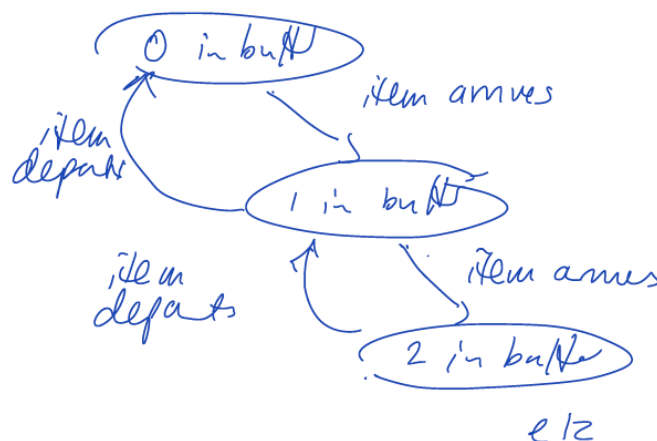 0 in buffer
item arrives
item
departs
1 in buffer
item arrives
item
departs
2 in buffer